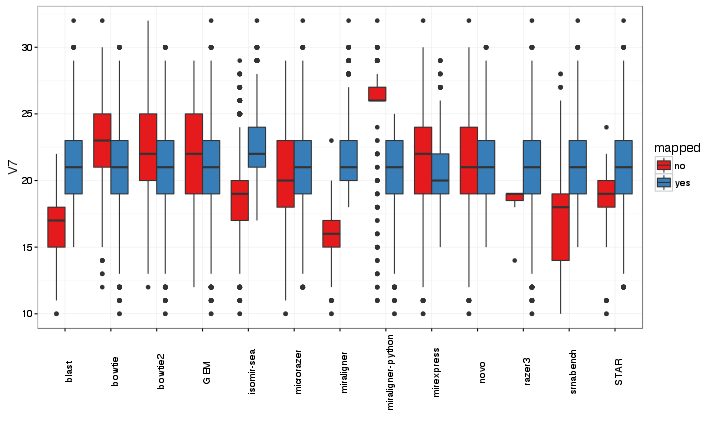 V7
30
25
20
15
10
blast
bowtie
bowtie2
GEM
isomir-sea
microrazer
miraligner
miraligner-python
mirexpress
novo
razer3
srnabench
STAR
mapped
no
yes